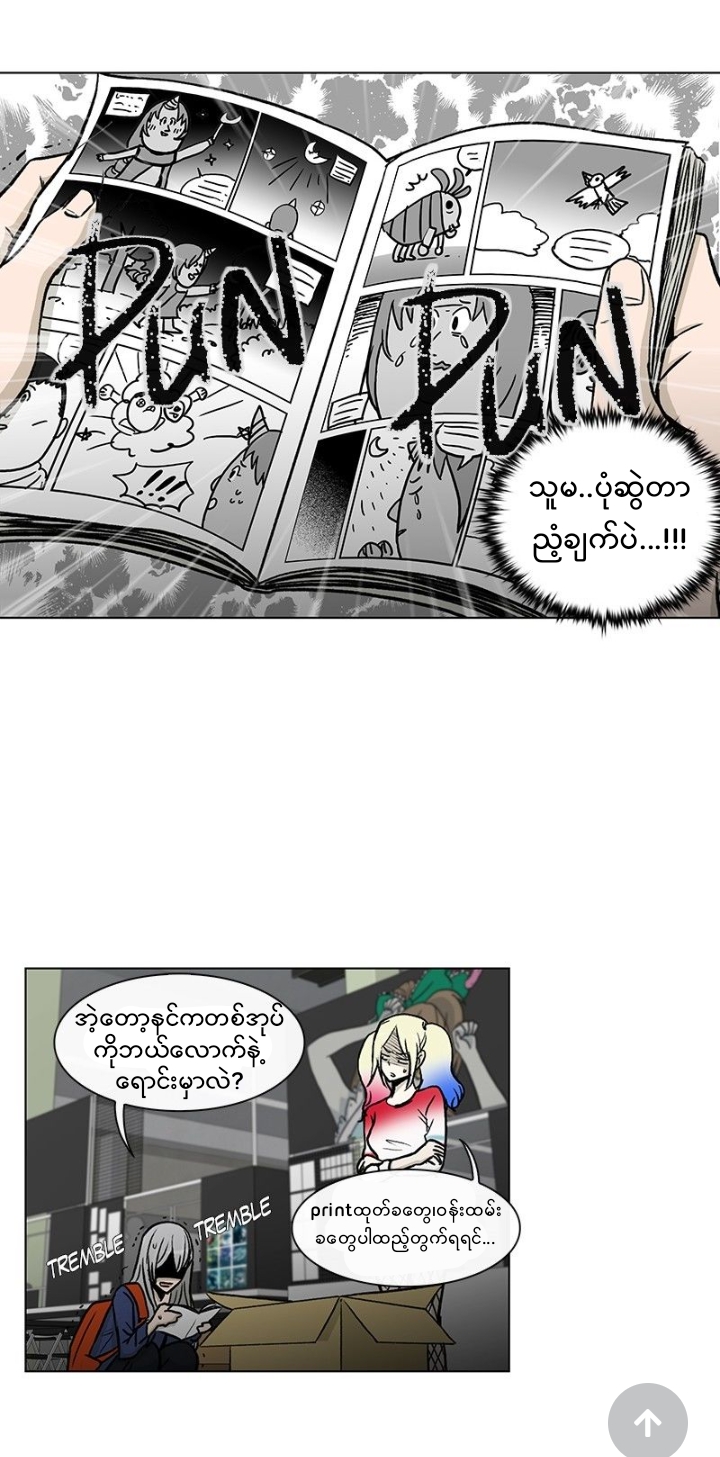 DUN
DUN
သူမ..ပုံဆွဲတာ
ညံ့ချက်ပဲ...!!!
အဲ့တော့နင်ကတစ်အုပ်
ကိုဘယ်လောက်နဲ့
ရောင်းမှာလဲ?
printထုတ်ခတွေ၊ဝန်းထမ်း
ခတွေပါထည့်တွက်ရရင်...
TREMBLE
TREMBLE